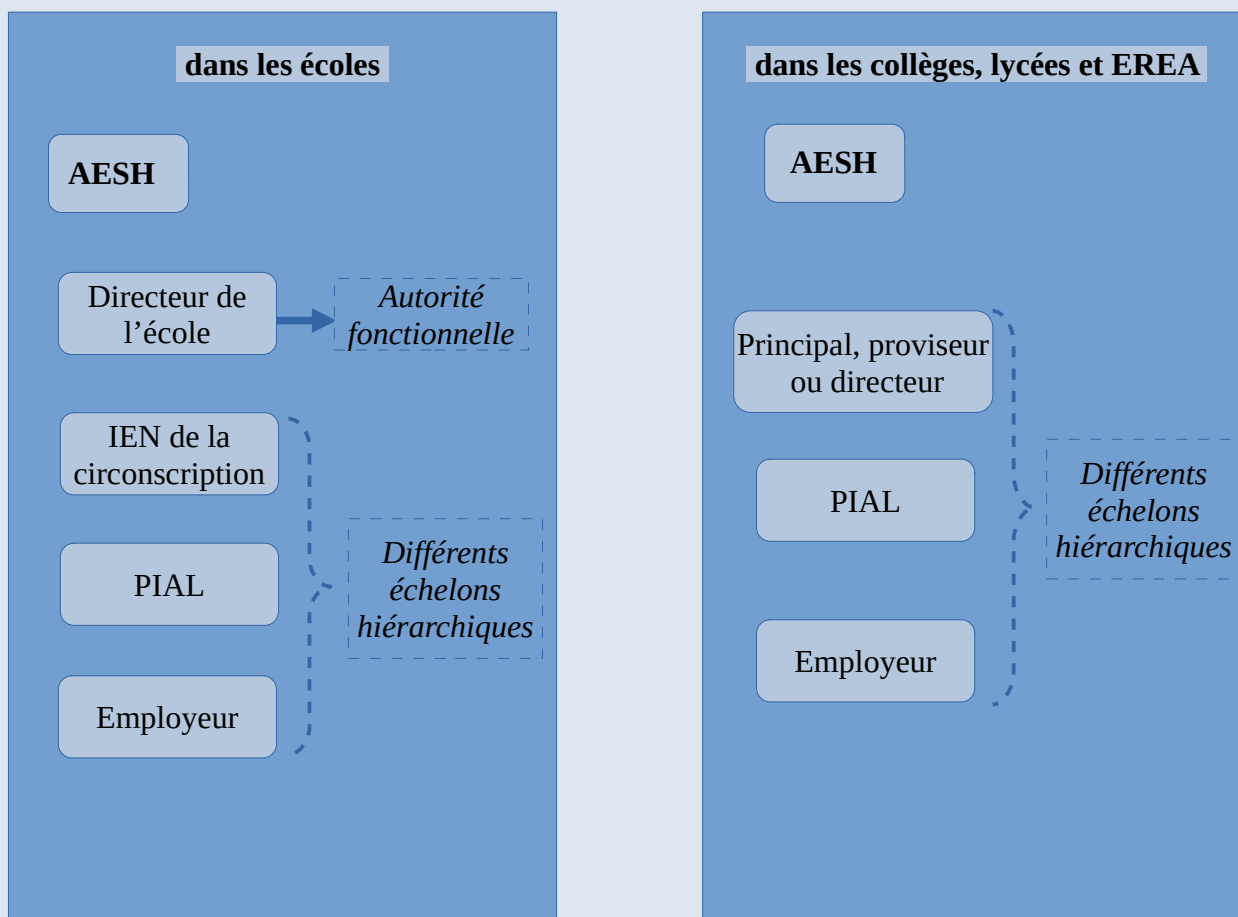 dans les écoles
AESH
Directeur de
l’école
Autorité
fonctionnelle
IEN de la
circonscription
PIAL
Employeur
Différents
échelons
hiérarchiques
dans les collèges, lycées et EREA
AESH
Principal, proviseur
ou directeur
PIAL
Employeur
Différents
échelons
hiérarchiques